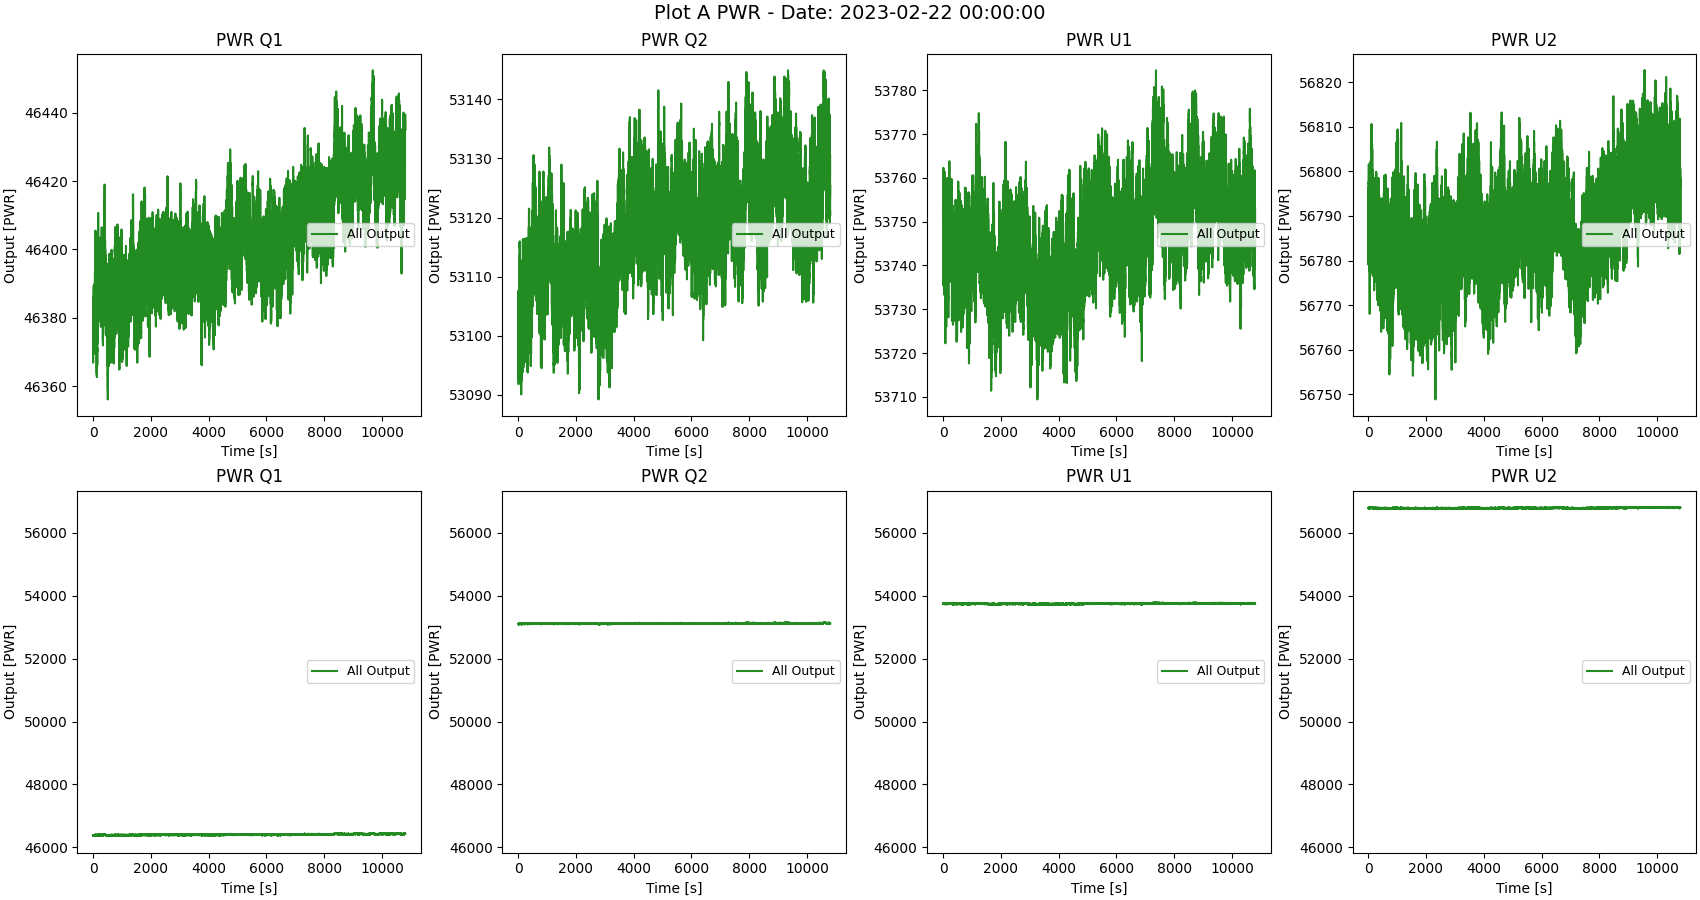 Plot A PWR - Date: 2023-02-22 00:00:00
PWR Q1
Output [PWR]
46440
46420
46400
46380
46360
All Output
0 2000 4000 6000 8000 10000
Time [s]
PWR Q2
Output [PWR]
53140
53130
53120
53110
53100
53090
All Output
0 2000 4000 6000 8000 10000
Time [s]
PWR U1
Output [PWR]
53780
53770
53760
53750
53740
53730
53720
53710
All Output
0 2000 4000 6000 8000 10000
Time [s]
PWR U2
Output [PWR]
56820
56810
56800
56790
56780
56770
56760
56750
All Output
0 2000 4000 6000 8000 10000
Time [s]
PWR Q1
Output [PWR]
56000
54000
52000
50000
48000
46000
All Output
0 2000 4000 6000 8000 10000
Time [s]
PWR Q2
Output [PWR]
56000
54000
52000
50000
48000
46000
All Output
0 2000 4000 6000 8000 10000
Time [s]
PWR U1
Output [PWR]
56000
54000
52000
50000
48000
46000
All Output
0 2000 4000 6000 8000 10000
Time [s]
PWR U2
Output [PWR]
56000
54000
52000
50000
48000
46000
All Output
0 2000 4000 6000 8000 10000
Time [s]